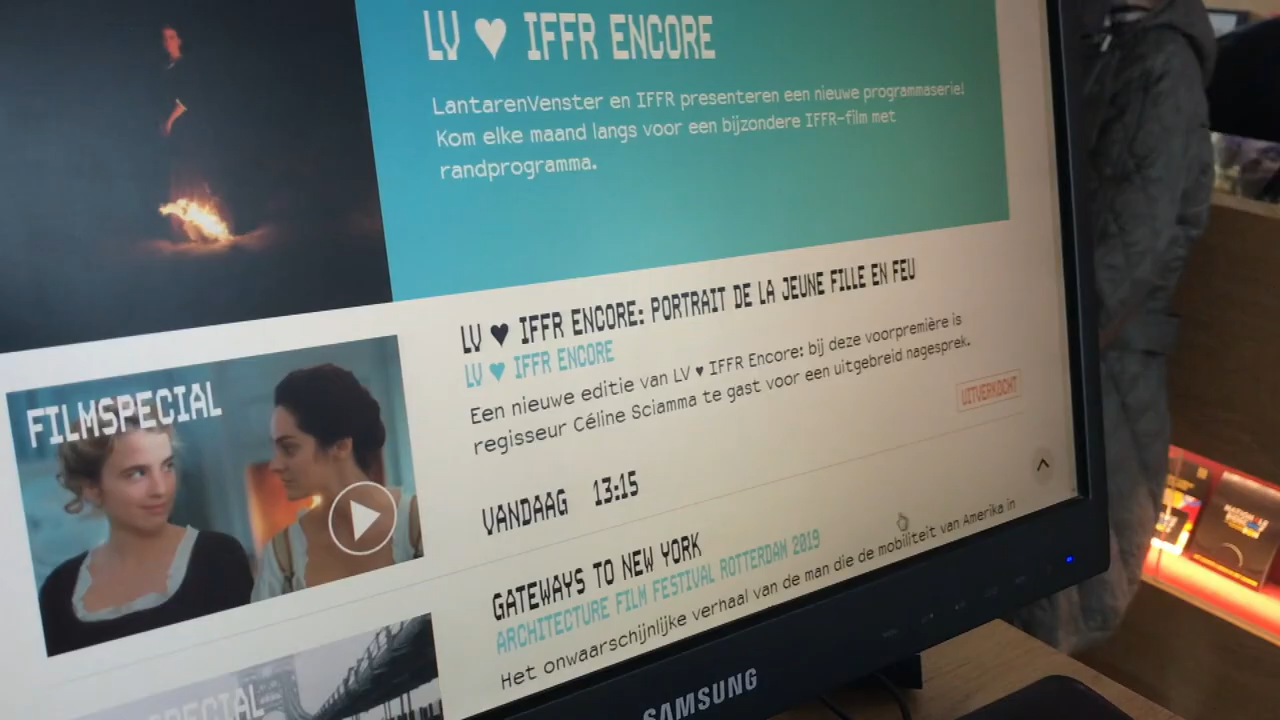 LV ♥ IFFR ENCORE
LantarenVenster en IFFR presenteren een nieuwe programmaserie!
Kom elke maand langs voor een bijzondere IFFR-film met
randprogramma.
LV ♥ IFFR ENCORE: PORTRAIT DE LA JEUNE FILLE EN FEU
LV ♥ IFFR ENCORE
Een nieuwe editie van LV ♥ IFFR Encore: bij deze voorpremière is
regisseur Céline Sciamma te gast voor een uitgebreid nagesprek.
FILMSPECIAL
UITVERKOCHT
VANDAAG 13:15
GATEWAYS TO NEW YORK
ARCHITECTURE FILM FESTIVAL ROTTERDAM 2019
Het onwaarschijnlijke verhaal van de man die de mobiliteit van Amerika in
SAMSUNG